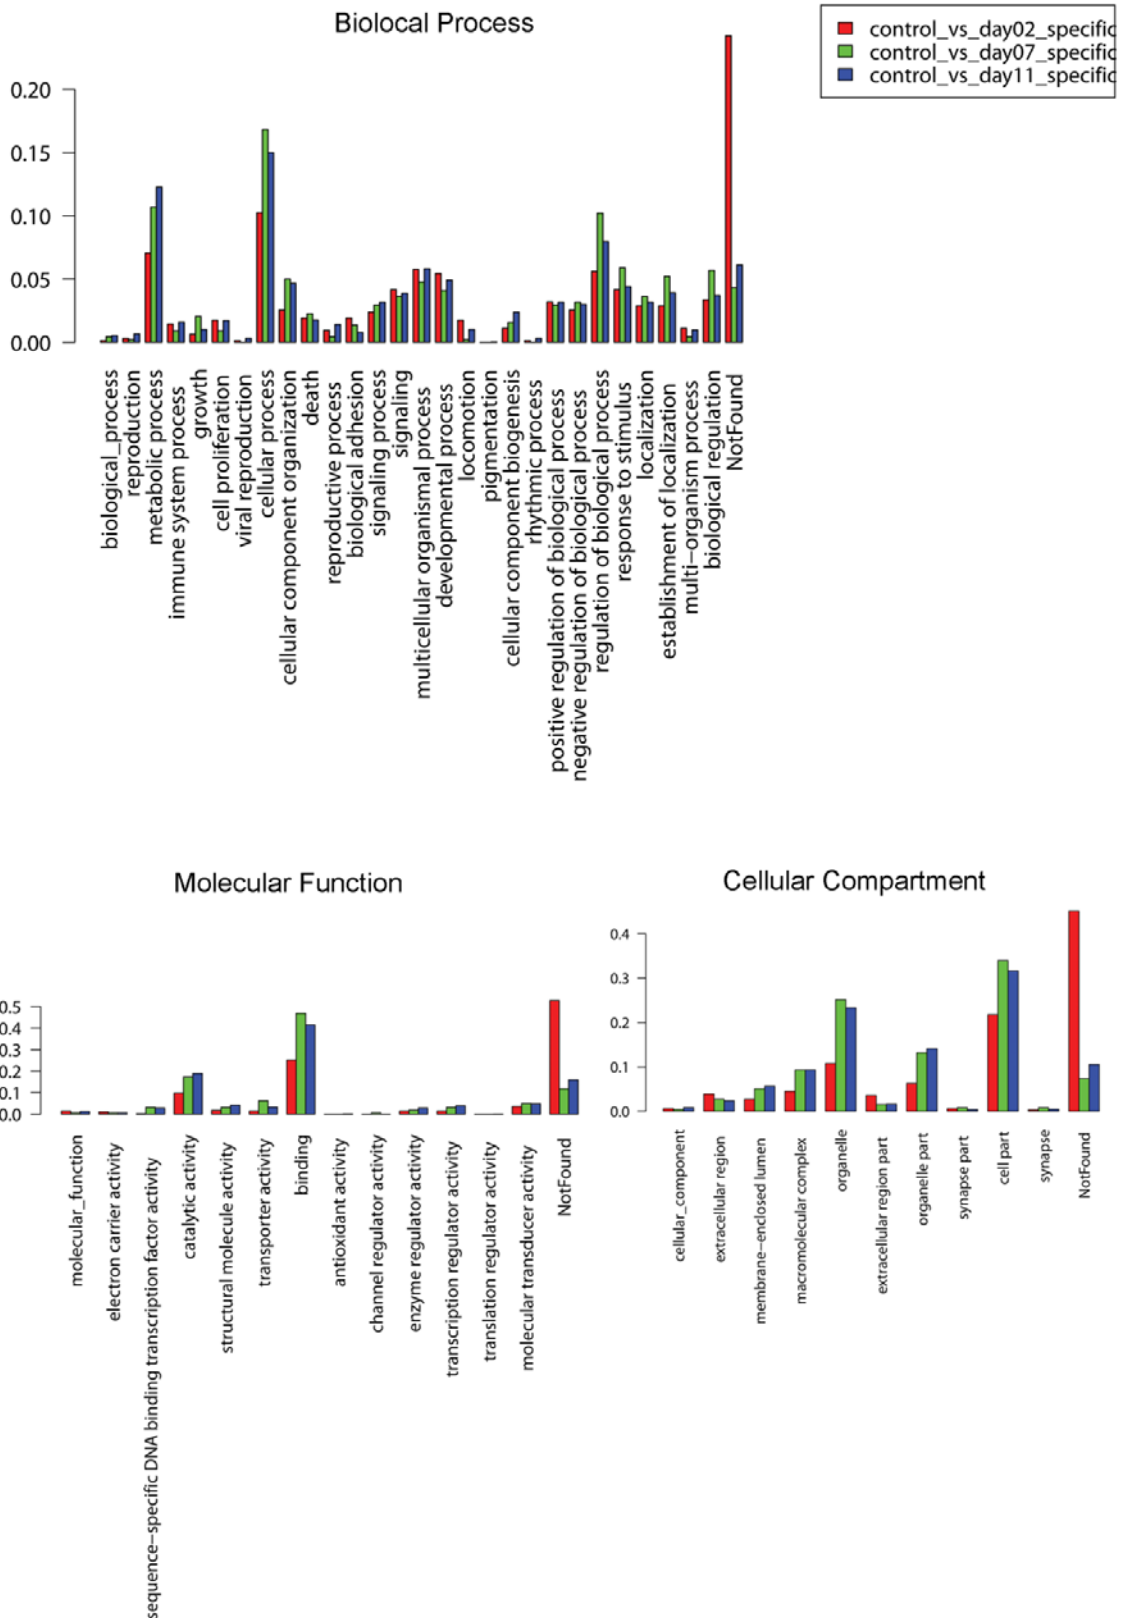 Biolocal Process
control_vs_day02_specific
control_vs_day07_specific
control_vs_day11_specific
0.20
0.15
0.10
0.05
0.00
biological_process
reproduction
metabolic process
immune system process
growth
cell proliferation
viral reproduction
cellular process
cellular component organization
death
reproductive process
biological adhesion
signaling process
signaling
multicellular organismal process
developmental process
locomotion
pigmentation
cellular component biogenesis
rhythmic process
positive regulation of biological process
negative regulation of biological process
regulation of biological process
response to stimulus
localization
establishment of localization
multi−organism process
biological regulation
NotFound
Molecular Function
0.5
0.4
0.3
0.2
0.1
0.0
molecular_function
electron carrier activity
sequence−specific DNA binding transcription factor activity
catalytic activity
structural molecule activity
transporter activity
binding
antioxidant activity
channel regulator activity
enzyme regulator activity
transcription regulator activity
translation regulator activity
molecular transducer activity
NotFound
Cellular Compartment
0.4
0.3
0.2
0.1
0.0
cellular_component
extracellular region
membrane−enclosed lumen
macromolecular complex
organelle
extracellular region part
organelle part
synapse part
cell part
synapse
NotFound